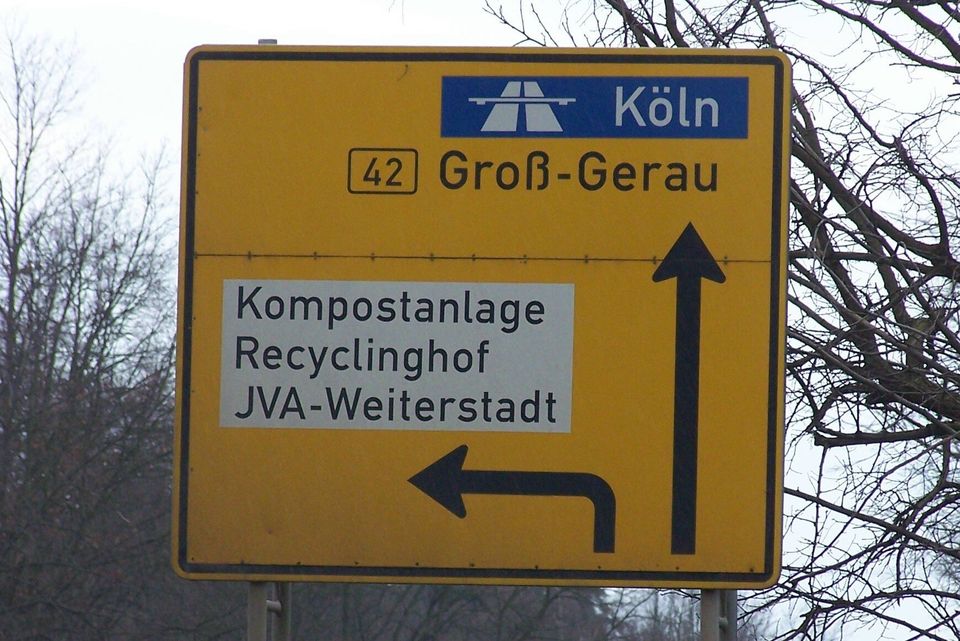 Köln
42 Groß-Gerau
Kompostanlage
Recyclinghof
JVA-Weiterstadt